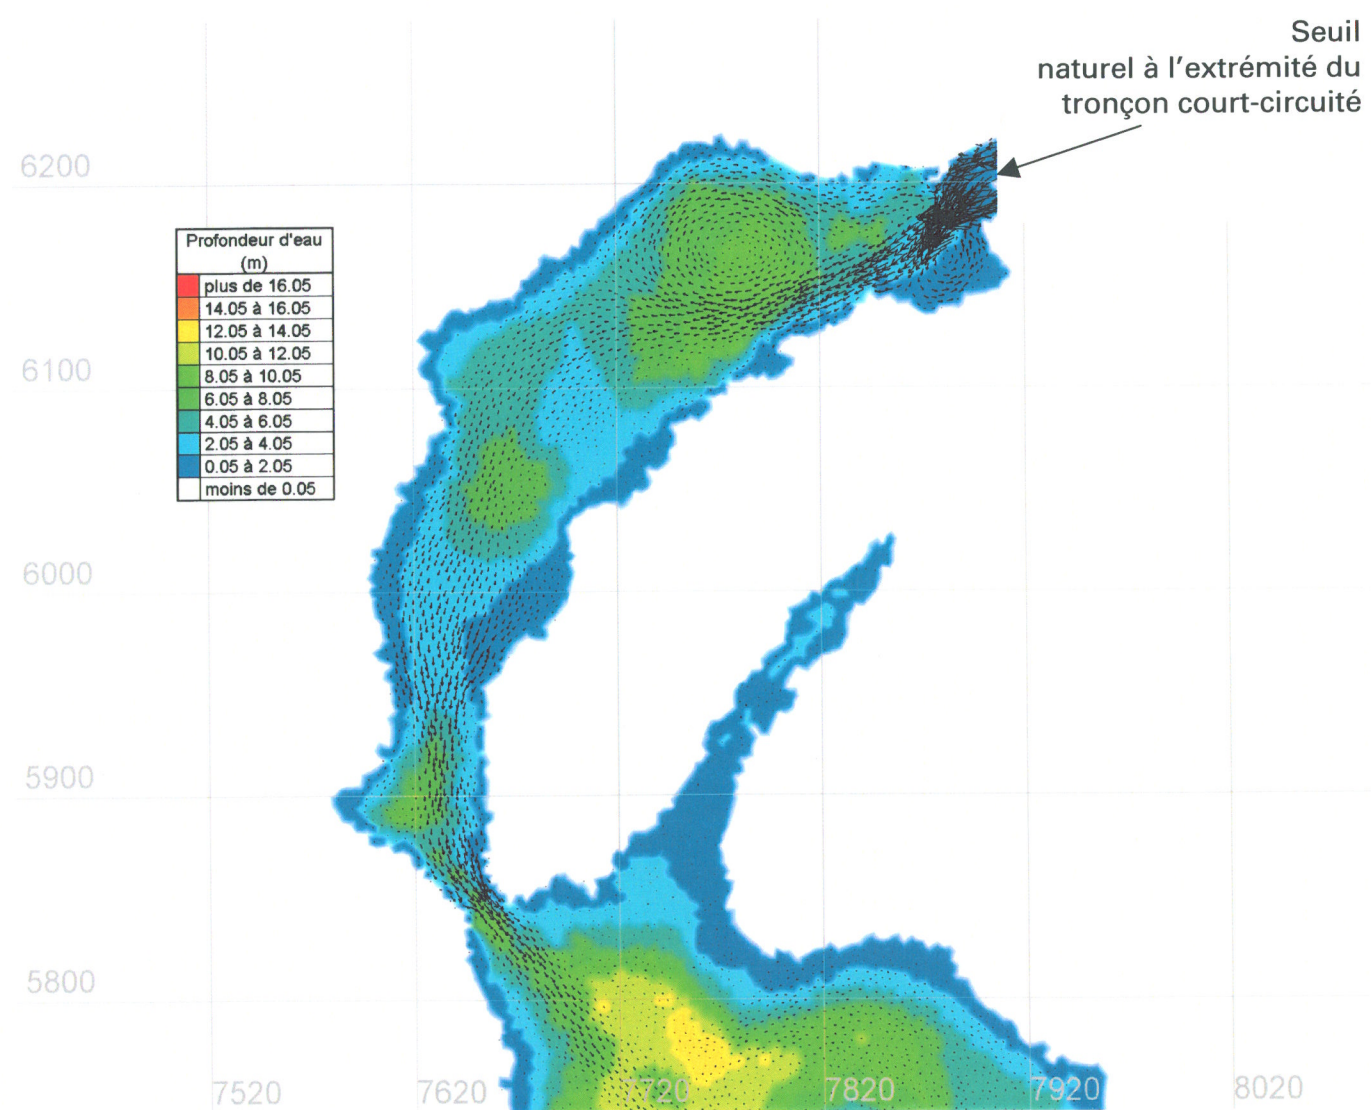 Seuil
naturel à l'extrémité du
tronçon court-circuité
6200
Profondeur d'eau
(m)
plus de 16.05
14.05 à 16.05
12.05 à 14.05
10.05 à 12.05
8.05 à 10.05
6.05 à 8.05
4.05 à 6.05
2.05 à 4.05
0.05 à 2.05
moins de 0.05
6100
6000
5900
5800
7520 7620 7720 7820 7920 8020